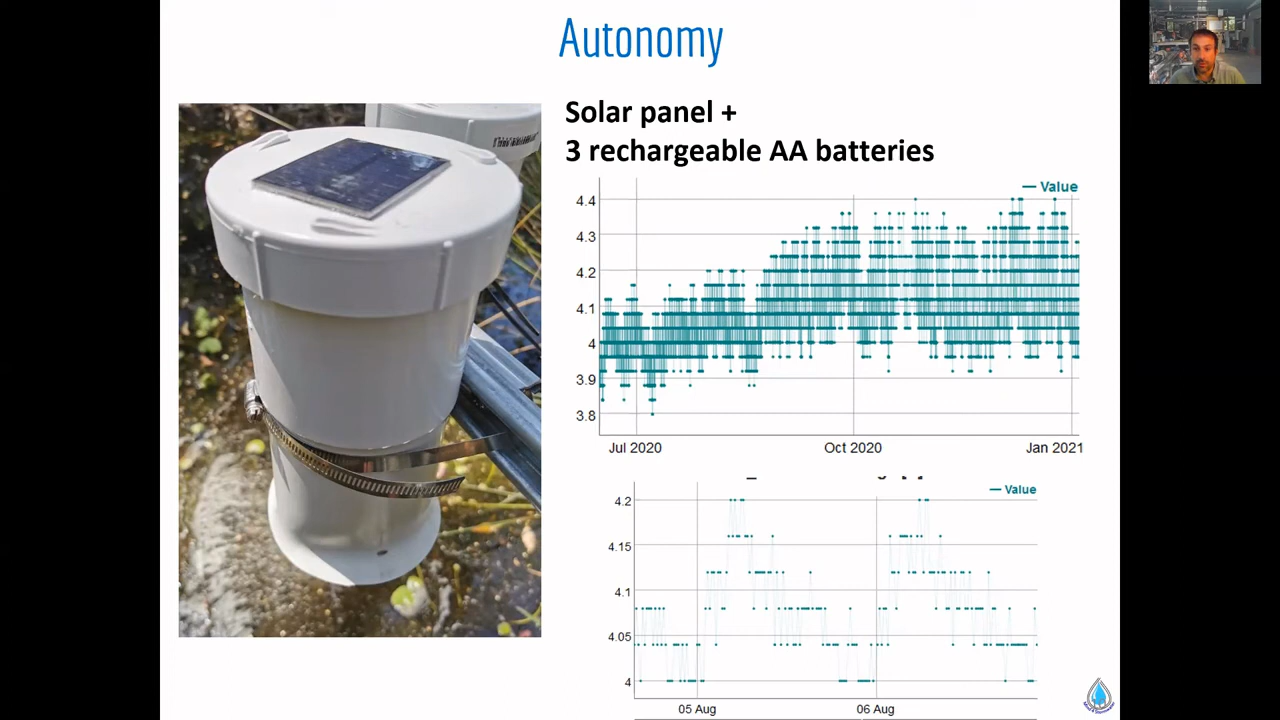 Autonomy
Solar panel +
3 rechargeable AA batteries
Value
4.4
4.3
4.2
4.1
4
3.9
3.8
Jul 2020
Oct 2020
Jan 2021
Value
4.2
4.15
4.1
4.05
4
05 Aug
06 Aug